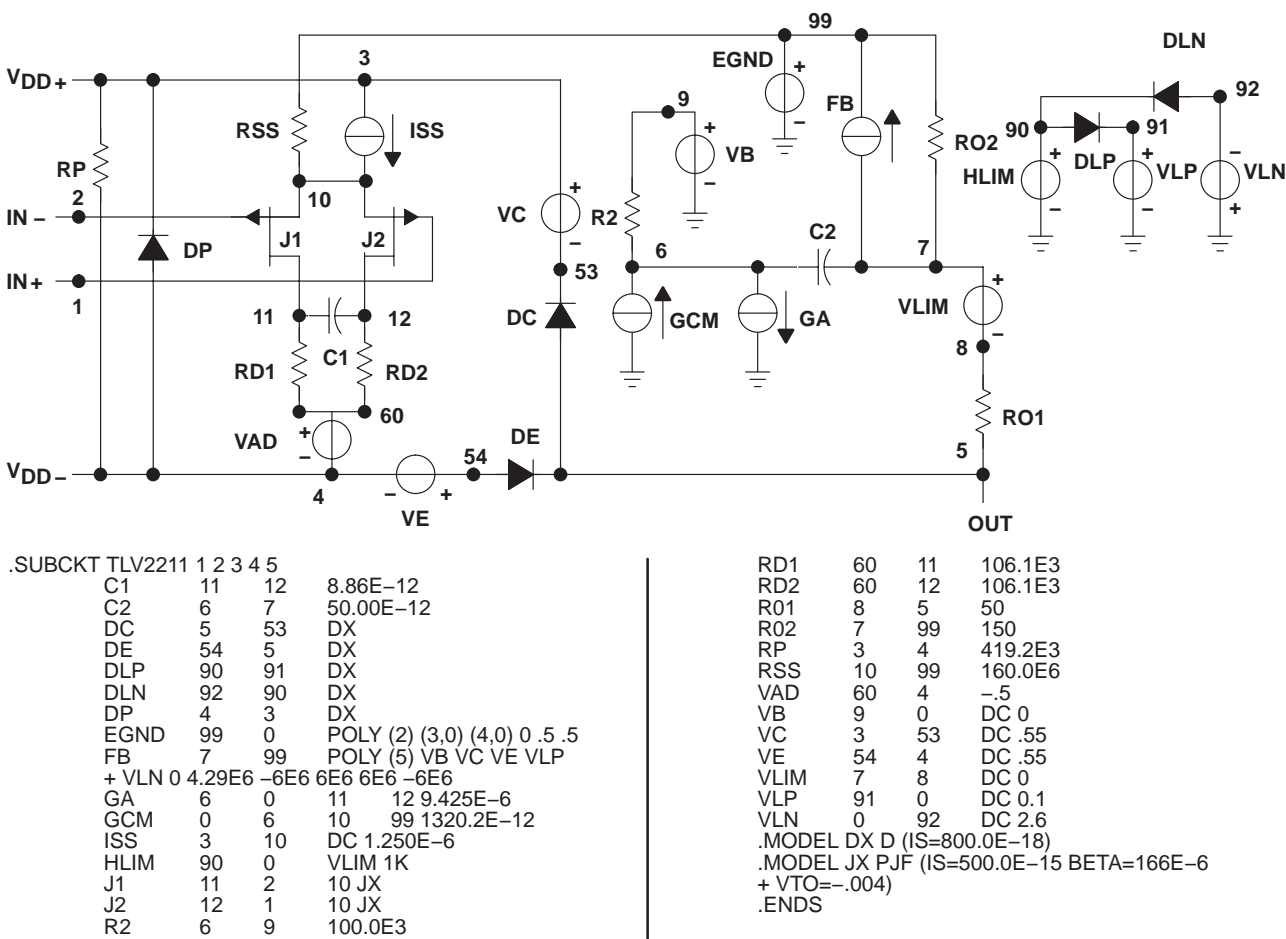 99
EGND
+
−
FB
RO2
DLN
92
90
91
DLP
HLIM
+
−
VLP
+
−
VLN
−
+
VDD+
3
RSS
ISS
9
VB
+
−
RP
2
10
IN −
J1
J2
DP
IN+
1
VC
+
−
53
R2
6
C2
7
GCM
GA
VLIM
+
−
8
11
12
C1
DC
RD1
RD2
60
VAD
+
−
RO1
DE
54
5
VDD−
4
−
+
VE
OUT
.SUBCKT TLV2211 1 2 3 4 5
C1 11 12 8.86E−12
C2 6 7 50.00E−12
DC 5 53 DX
DE 54 5 DX
DLP 90 91 DX
DLN 92 90 DX
DP 4 3 DX
EGND 99 0 POLY (2) (3,0) (4,0) 0 .5 .5
FB 7 99 POLY (5) VB VC VE VLP
+ VLN 0 4.29E6 −6E6 6E6 6E6 −6E6
GA 6 0 11 12 9.425E−6
GCM 0 6 10 99 1320.2E−12
ISS 3 10 DC 1.250E−6
HLIM 90 0 VLIM 1K
J1 11 2 10 JX
J2 12 1 10 JX
R2 6 9 100.0E3
RD1 60 11 106.1E3
RD2 60 12 106.1E3
R01 8 5 50
R02 7 99 150
RP 3 4 419.2E3
RSS 10 99 160.0E6
VAD 60 4 −.5
VB 9 0 DC 0
VC 3 53 DC .55
VE 54 4 DC .55
VLIM 7 8 DC 0
VLP 91 0 DC 0.1
VLN 0 92 DC 2.6
.MODEL DX D (IS=800.0E−18)
.MODEL JX PJF (IS=500.0E−15 BETA=166E−6
+ VTO=−.004)
.ENDS